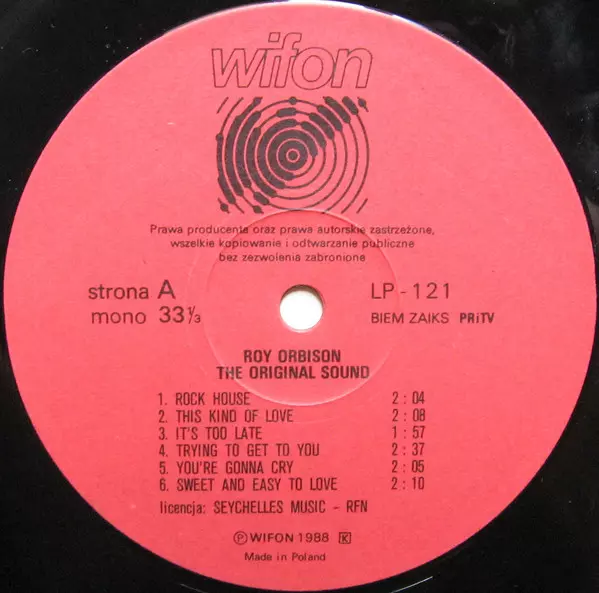 wifon
Prawa producenta oraz prawa autorskie zastrzeżone,
wszelkie kopiowanie i odtwarzanie publiczne
bez zezwolenia zabronione
strona A LP - 121
mono 33⅓ BIEM ZAIKS PRiTV
ROY ORBISON
THE ORIGINAL SOUND
1. ROCK HOUSE 2 : 04
2. THIS KIND OF LOVE 2 : 08
3. IT'S TOO LATE 1 : 57
4. TRYING TO GET TO YOU 2 : 37
5. YOU'RE GONNA CRY 2 : 05
6. SWEET AND EASY TO LOVE 2 : 10
licencja: SEYCHELLES MUSIC - RFN
Ⓟ WIFON 1988 K
Made in Poland